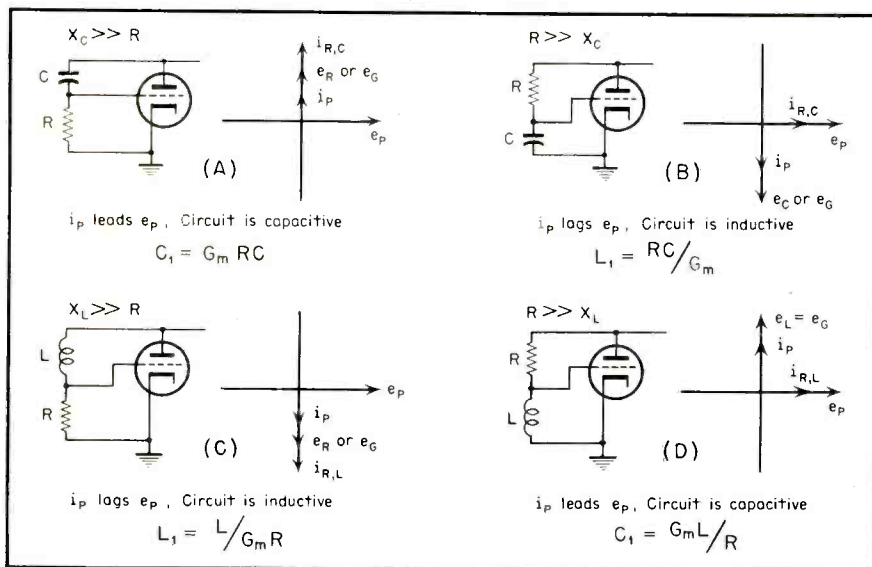 X_C >> R
C
R
i_R,C
e_R or e_G
i_P
e_P
(A)
i_P leads e_P, Circuit is capacitive
C_1 = G_m RC
R >> X_C
R
C
i_R,C
e_P
i_P
e_C or e_G
(B)
i_P lags e_P, Circuit is inductive
L_1 = RC/G_m
X_L >> R
L
R
e_P
i_P
e_R or e_G
i_R,L
(C)
i_P lags e_P, Circuit is inductive
L_1 = L/G_m R
R >> X_L
R
L
e_L = e_G
i_P
i_R,L
e_P
(D)
i_P leads e_P, Circuit is capacitive
C_1 = G_m L/R